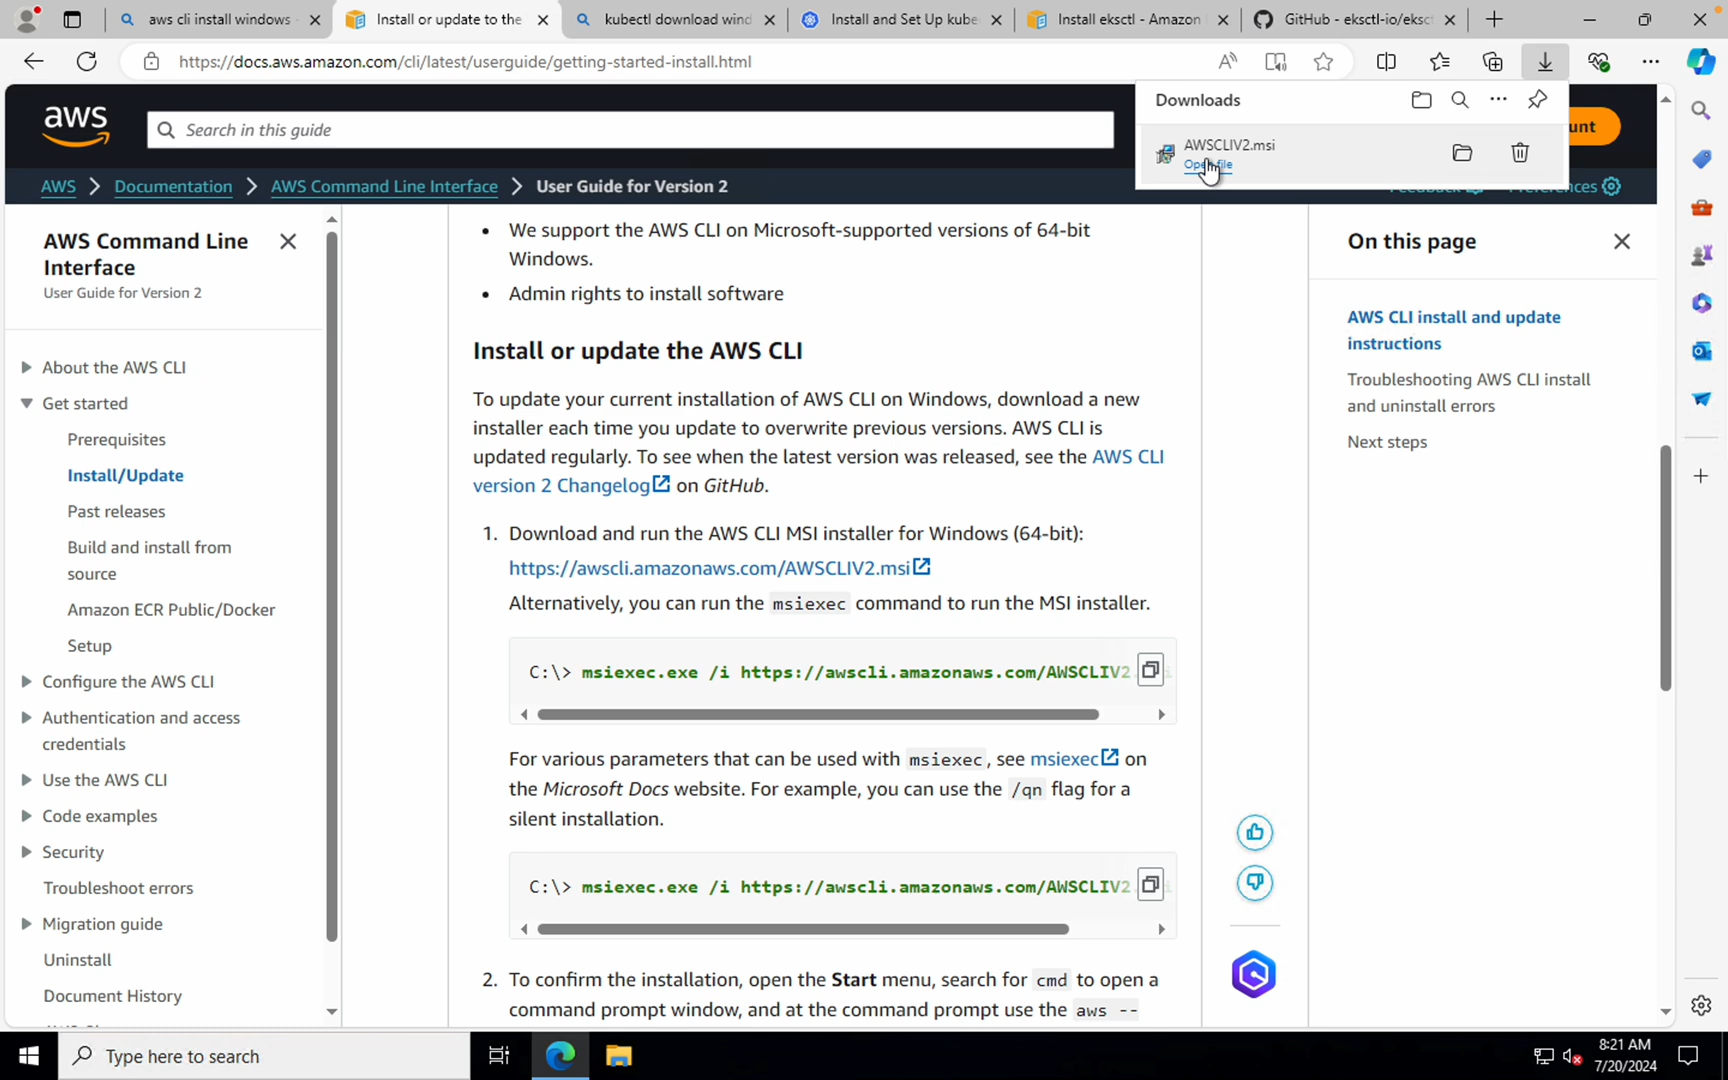 aws cli install windows
Install or update to the
kubectl download wind
Install and Set Up kube
Install eksctl - Amazon
GitHub - eksctl-io/eksc
https://docs.aws.amazon.com/cli/latest/userguide/getting-started-install.html
Downloads
AWSCLIV2.msi
Open file
aws
Search in this guide
unt
AWS
Documentation
AWS Command Line Interface
User Guide for Version 2
Feedback
Preferences
AWS Command Line
Interface
User Guide for Version 2
About the AWS CLI
Get started
Prerequisites
Install/Update
Past releases
Build and install from
source
Amazon ECR Public/Docker
Setup
Configure the AWS CLI
Authentication and access
credentials
Use the AWS CLI
Code examples
Security
Troubleshoot errors
Migration guide
Uninstall
Document History
• We support the AWS CLI on Microsoft-supported versions of 64-bit
Windows.
• Admin rights to install software
Install or update the AWS CLI
To update your current installation of AWS CLI on Windows, download a new
installer each time you update to overwrite previous versions. AWS CLI is
updated regularly. To see when the latest version was released, see the AWS CLI
version 2 Changelog on GitHub.
1. Download and run the AWS CLI MSI installer for Windows (64-bit):
https://awscli.amazonaws.com/AWSCLIV2.msi
Alternatively, you can run the msiexec command to run the MSI installer.
C:\> msiexec.exe /i https://awscli.amazonaws.com/AWSCLIV2.
For various parameters that can be used with msiexec, see msiexec on
the Microsoft Docs website. For example, you can use the /qn flag for a
silent installation.
C:\> msiexec.exe /i https://awscli.amazonaws.com/AWSCLIV2.
2. To confirm the installation, open the Start menu, search for cmd to open a
command prompt window, and at the command prompt use the aws --
On this page
AWS CLI install and update
instructions
Troubleshooting AWS CLI install
and uninstall errors
Next steps
Type here to search
8:21 AM
7/20/2024